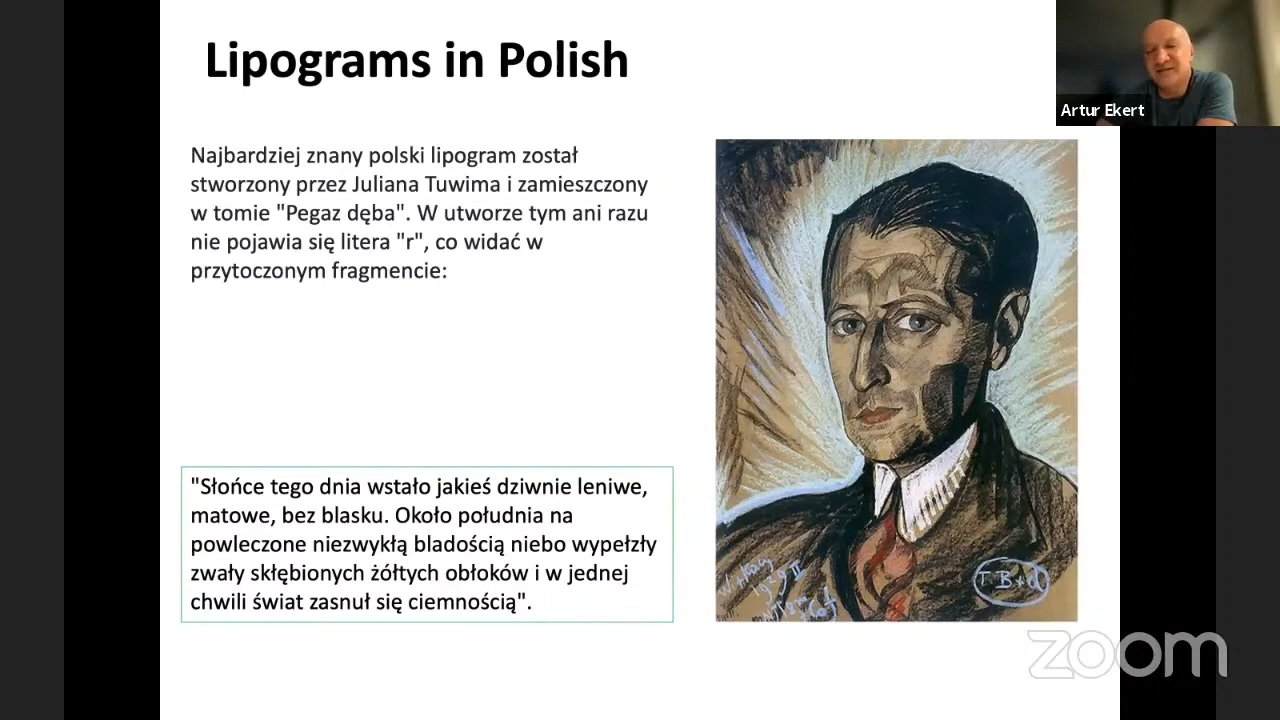 Lipograms in Polish
Artur Ekert
Najbardziej znany polski lipogram został
stworzony przez Juliana Tuwima i zamieszczony
w tomie "Pegaz dęba". W utworze tym ani razu
nie pojawia się litera "r", co widać w
przytoczonym fragmencie:
"Słońce tego dnia wstało jakieś dziwnie leniwe,
matowe, bez blasku. Około południa na
powleczone niezwykłą bladością niebo wypełzły
zwały skłębionych żółtych obłoków i w jednej
chwili świat zasnuł się ciemnością".
1929 II
zoom